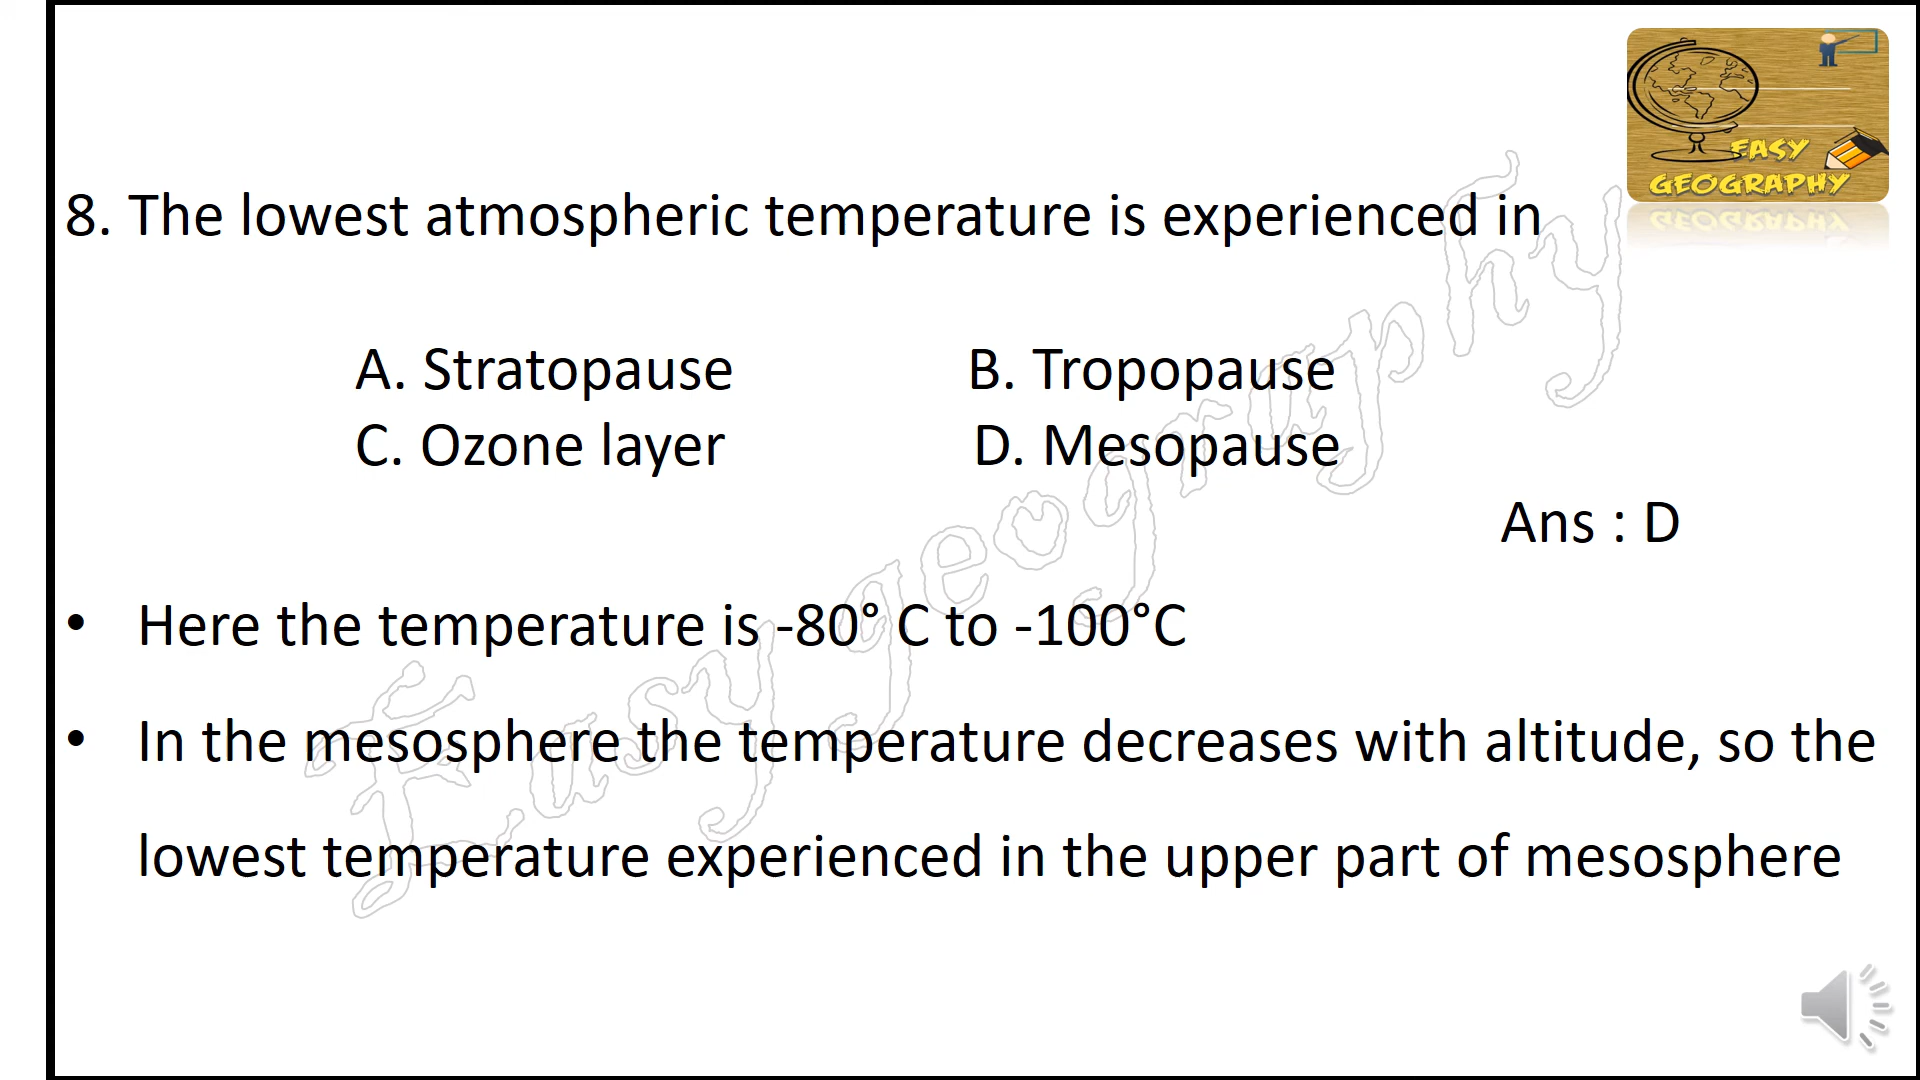 EASY
GEOGRAPHY
8. The lowest atmospheric temperature is experienced in
A. Stratopause B. Tropopause
C. Ozone layer D. Mesopause
Ans : D
• Here the temperature is -80° C to -100°C
• In the mesosphere the temperature decreases with altitude, so the
lowest temperature experienced in the upper part of mesosphere
Easy geography